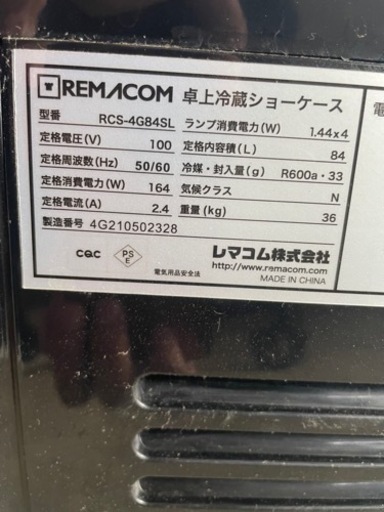 REMACOM 卓上冷蔵ショーケース
型番 RCS-4G84SL ランプ消費電力(W) 1.44x4
定格電圧(V) 100 定格内容積(L) 84
定格周波数(Hz) 50/60 冷媒・封入量(g) R600a・33
定格消費電力(W) 164 気候クラス N
定格電流(A) 2.4 重量(kg) 36
製造番号 4G210502328
CQC PS E 電気用品安全法
レマコム株式会社
http://www.remacom.com/
MADE IN CHINA
電